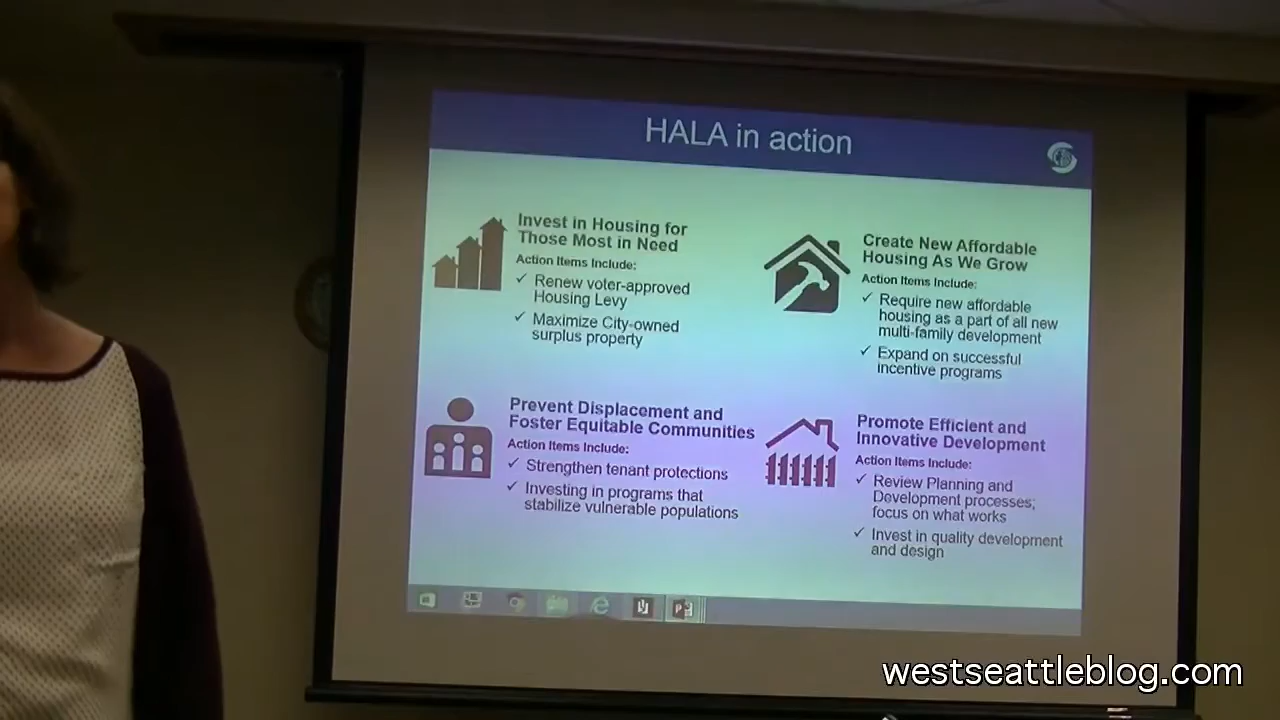 HALA in action
Invest in Housing for
Those Most in Need
Action Items Include:
✓ Renew voter-approved
Housing Levy
✓ Maximize City-owned
surplus property
Create New Affordable
Housing As We Grow
Action Items Include:
✓ Require new affordable
housing as a part of all new
multi-family development
✓ Expand on successful
incentive programs
Prevent Displacement and
Foster Equitable Communities
Action Items Include:
✓ Strengthen tenant protections
✓ Investing in programs that
stabilize vulnerable populations
Promote Efficient and
Innovative Development
Action Items Include:
✓ Review Planning and
Development processes;
focus on what works
✓ Invest in quality development
and design
westseattleblog.com